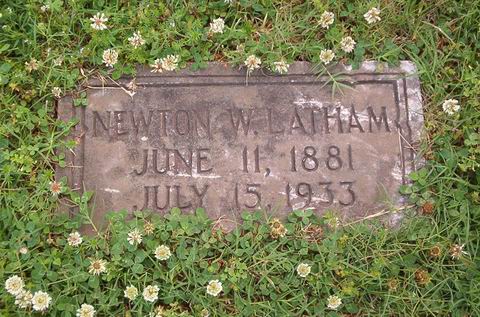 NEWTON W. LATHAM
JUNE 11, 1881
JULY 15, 1933